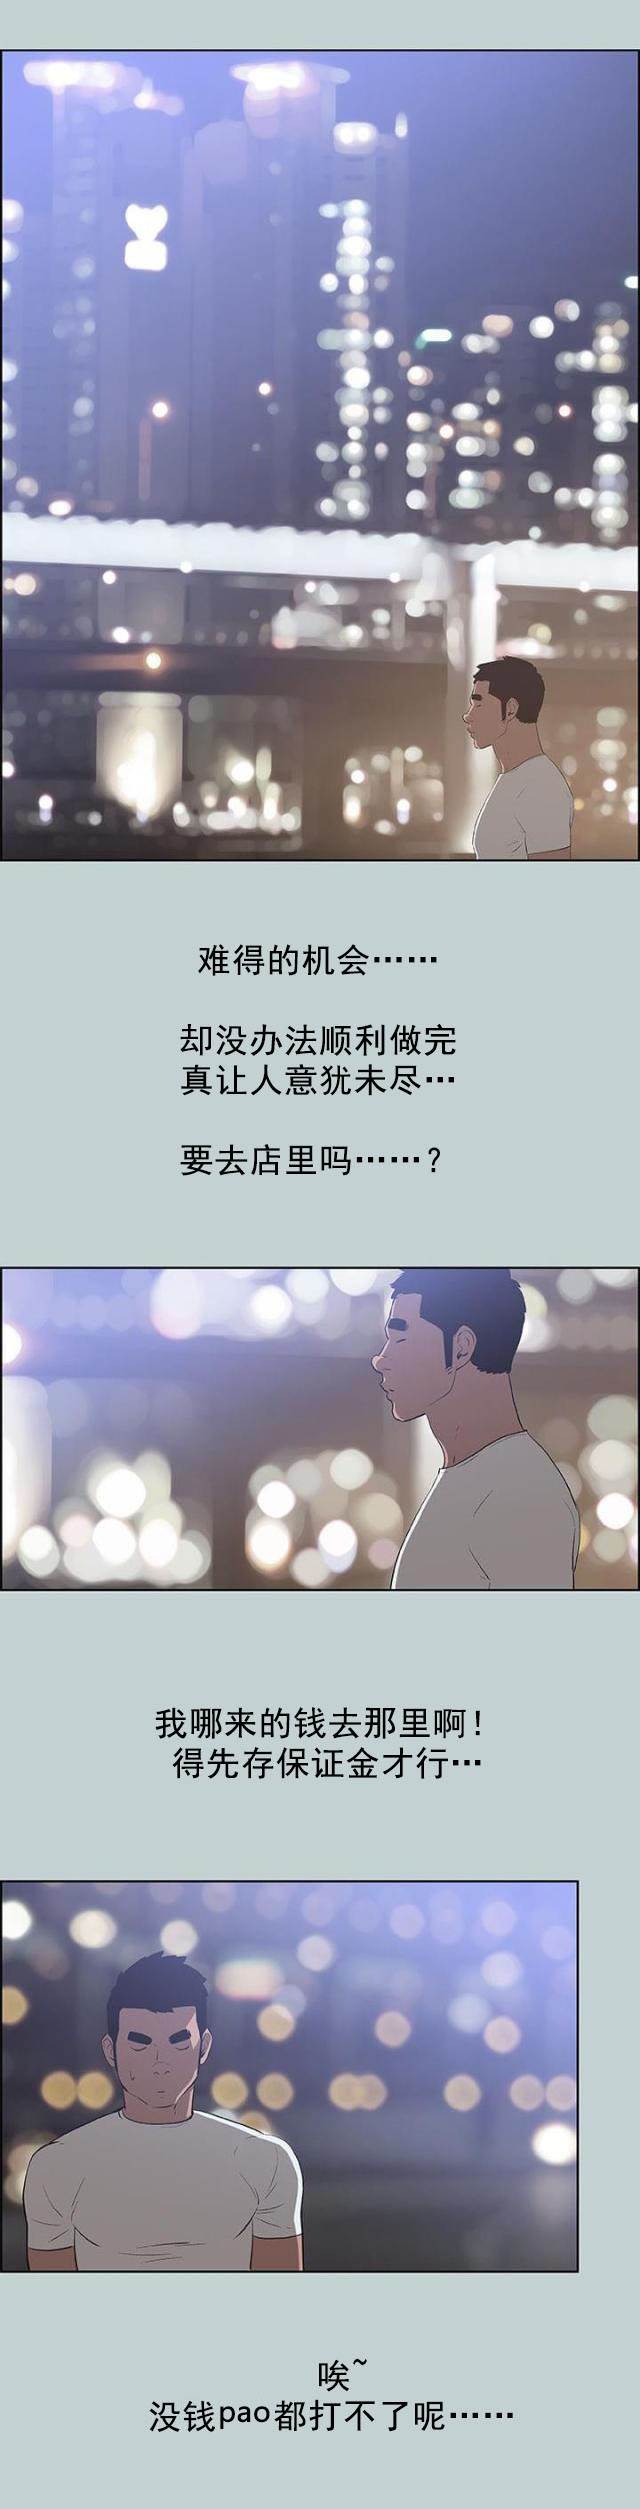 难得的机会……
却没办法顺利做完
真让人意犹未尽…
要去店里吗……?
我哪来的钱去那里啊!
得先存保证金才行…
唉~
没钱pao都打不了呢……